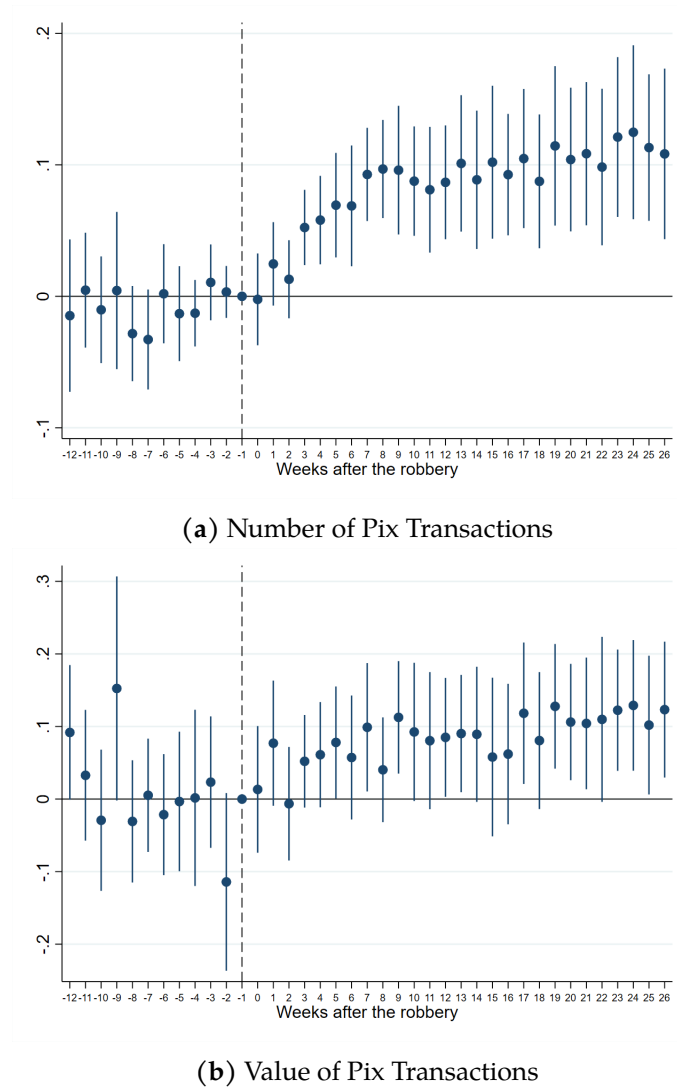 .2
.1
0
-.1
-12 -11 -10 -9 -8 -7 -6 -5 -4 -3 -2 -1 0 1 2 3 4 5 6 7 8 9 10 11 12 13 14 15 16 17 18 19 20 21 22 23 24 25 26
Weeks after the robbery
(a) Number of Pix Transactions
.3
.2
.1
0
-.1
-.2
-12 -11 -10 -9 -8 -7 -6 -5 -4 -3 -2 -1 0 1 2 3 4 5 6 7 8 9 10 11 12 13 14 15 16 17 18 19 20 21 22 23 24 25 26
Weeks after the robbery
(b) Value of Pix Transactions